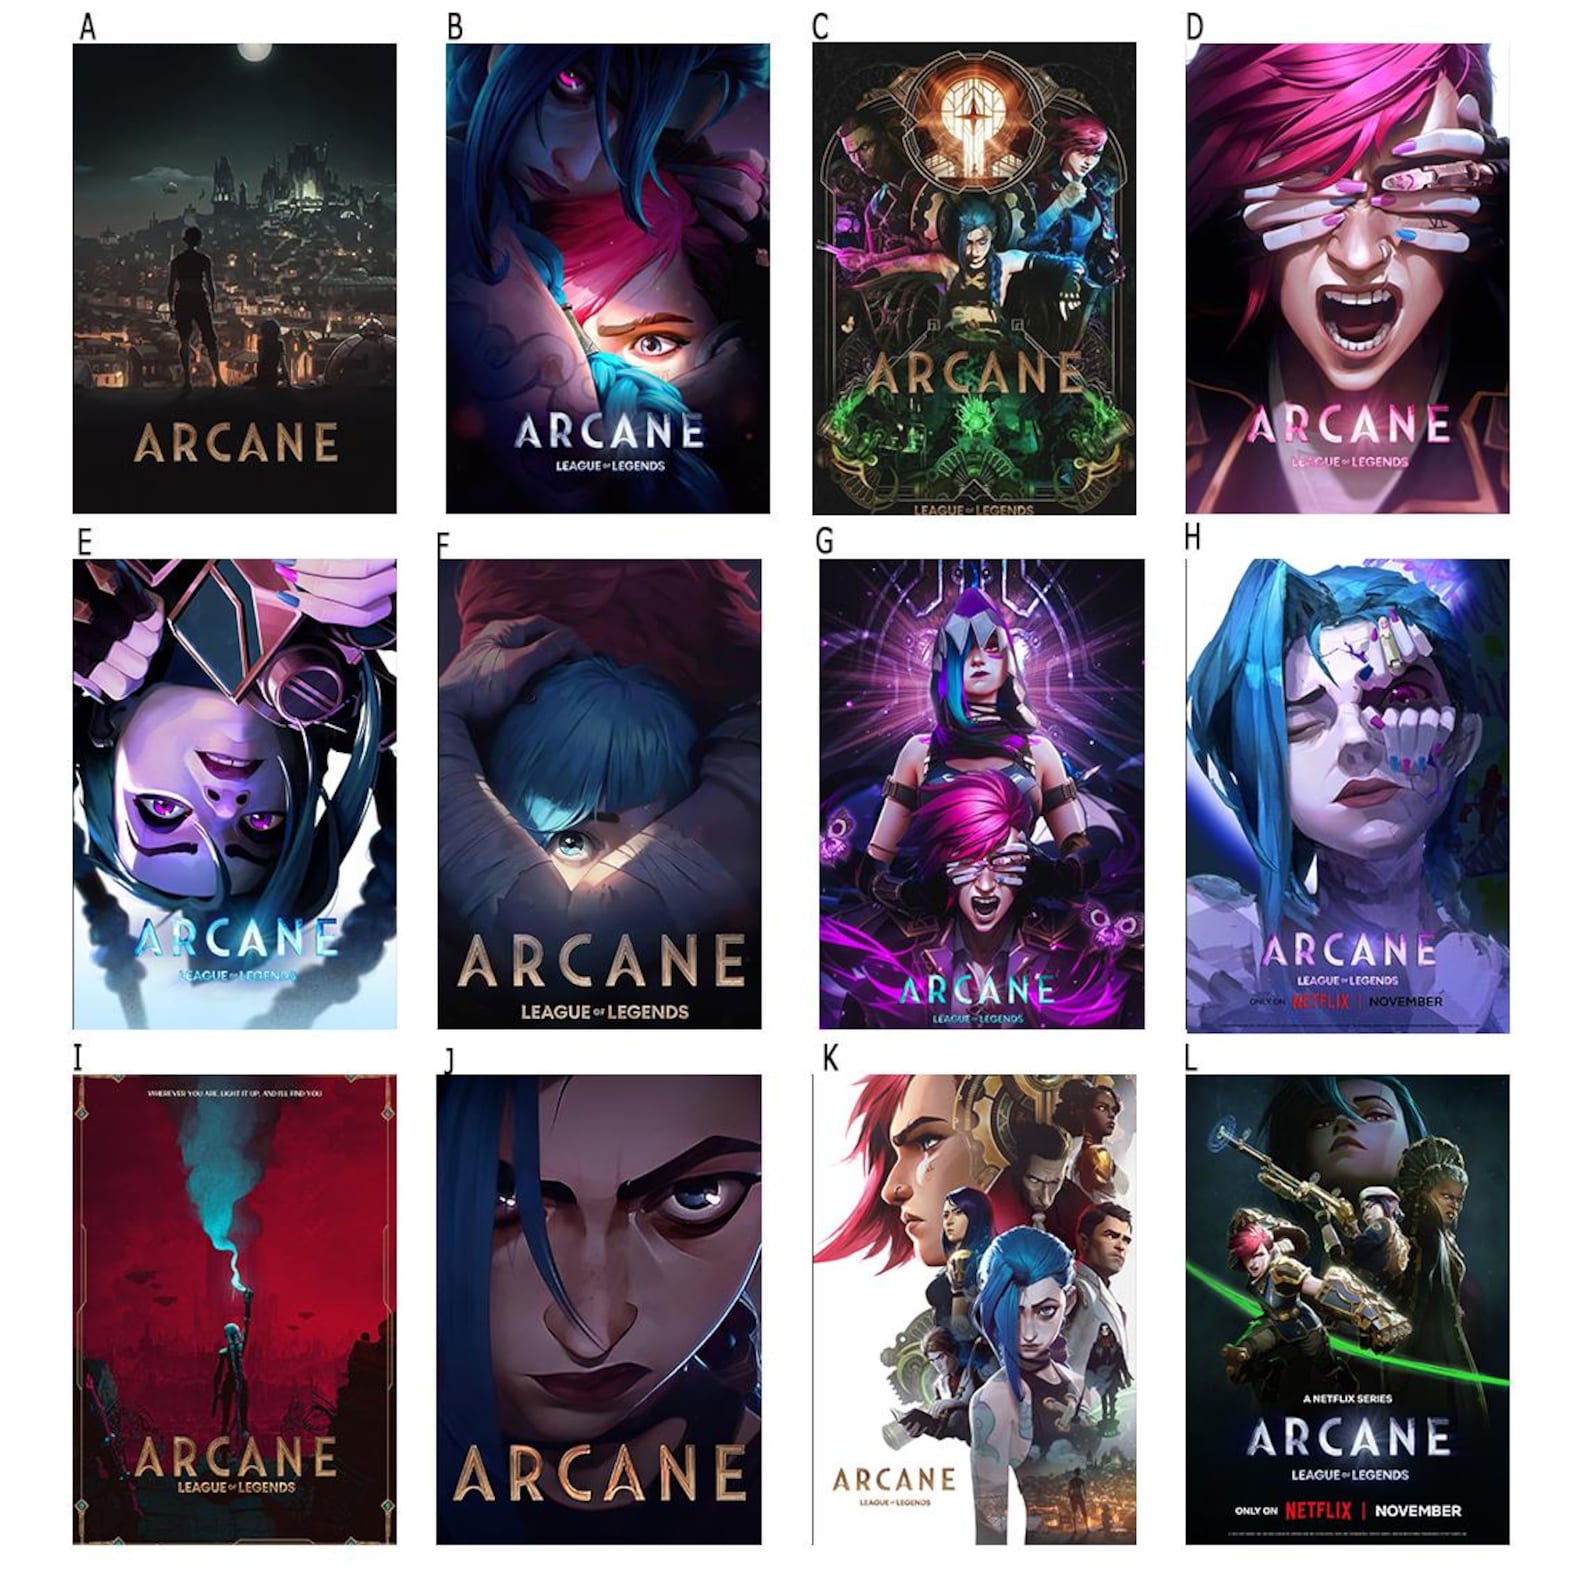 A
B
C
D
ARCANE
ARCANE
LEAGUE OF LEGENDS
ARCANE
LEAGUE OF LEGENDS
ARCANE
LEAGUE OF LEGENDS
E
F
G
H
ARCANE
LEAGUE OF LEGENDS
ARCANE
LEAGUE OF LEGENDS
ARCANE
LEAGUE OF LEGENDS
ARCANE
LEAGUE OF LEGENDS
ONLY ON NETFLIX | NOVEMBER
I
J
K
L
WHEREVER YOU ARE, LIGHT IT UP, AND I'LL FIND YOU
ARCANE
LEAGUE OF LEGENDS
ARCANE
ARCANE
LEAGUE OF LEGENDS
A NETFLIX SERIES
ARCANE
LEAGUE OF LEGENDS
ONLY ON NETFLIX | NOVEMBER